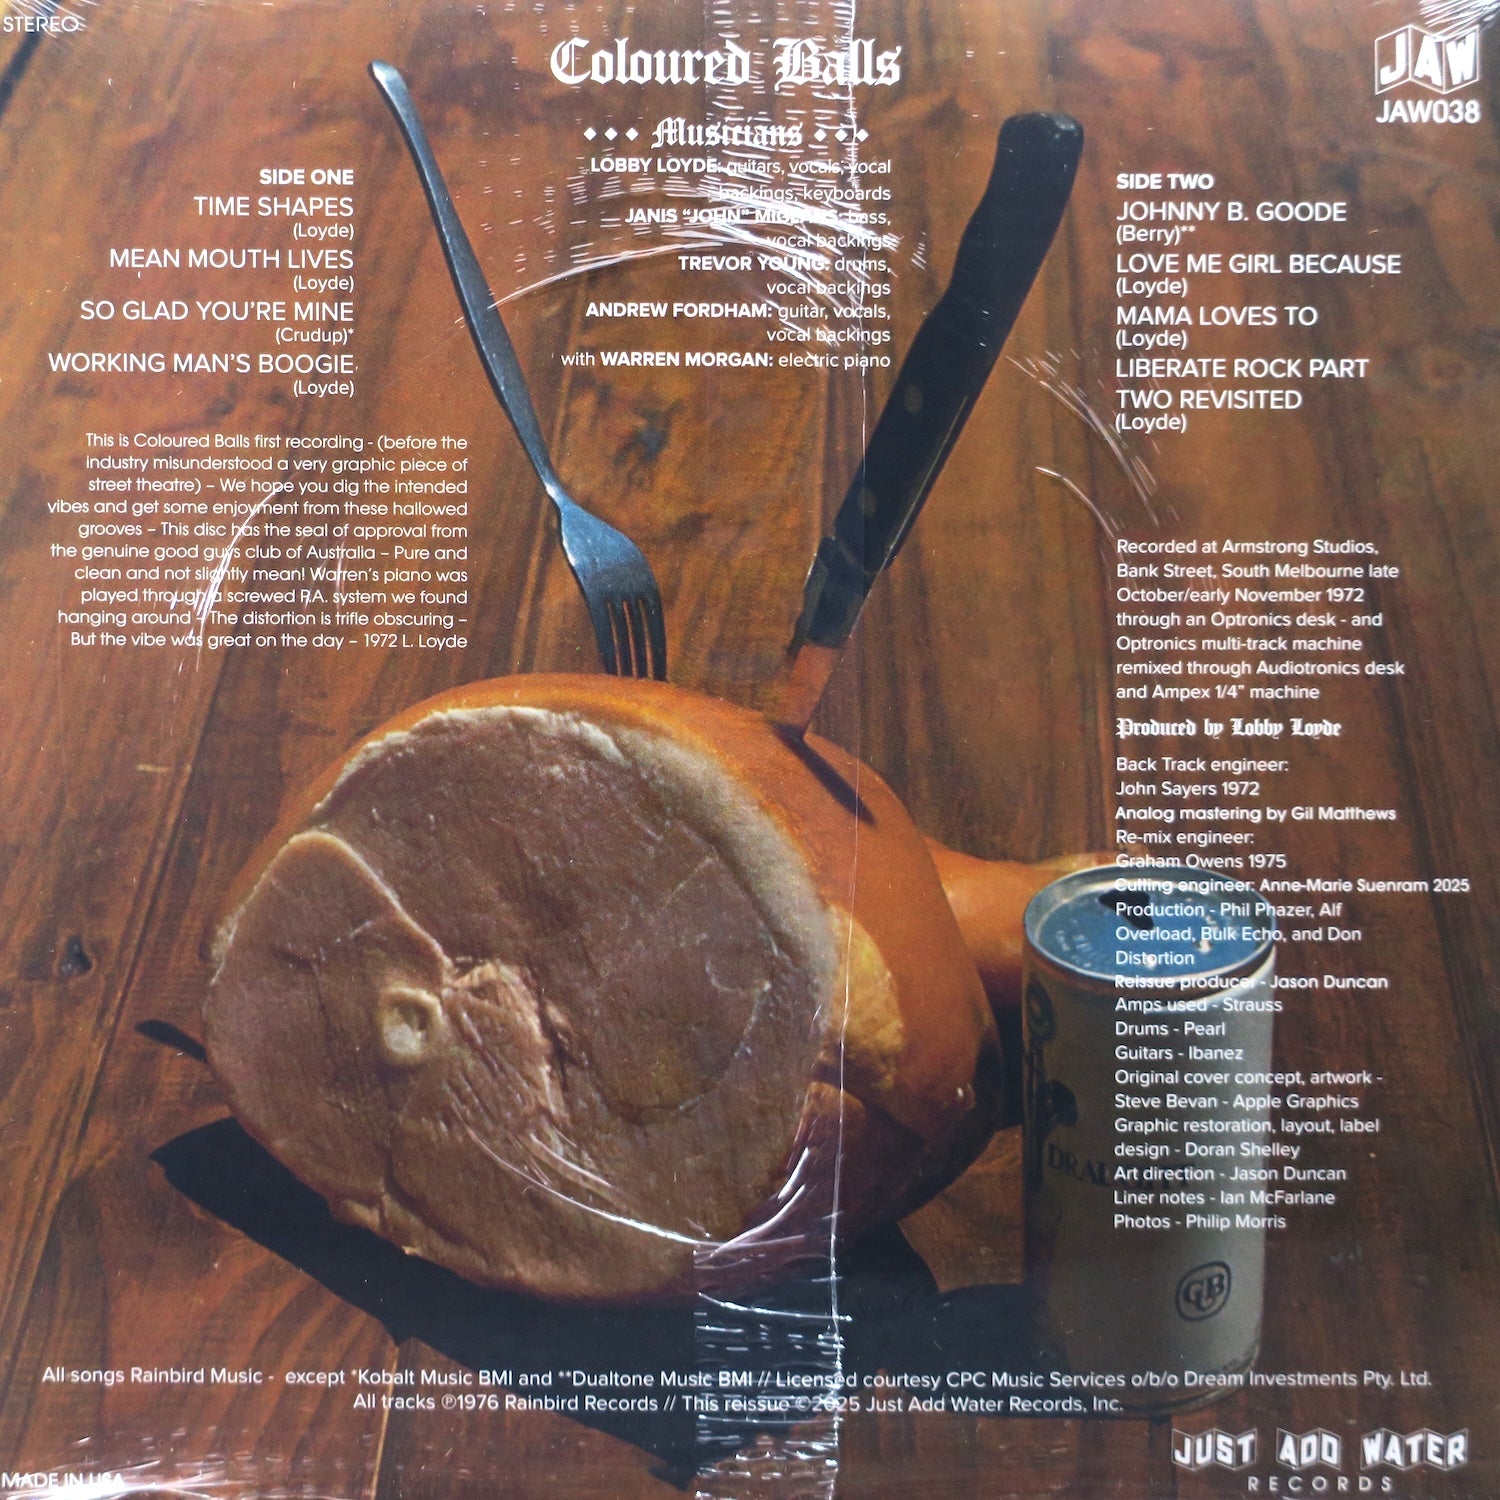 STEREO
Coloured Balls
JAW
JAW038
Musicians
LOBBY LOYDE: guitars, vocals, vocal
backings, keyboards
JANIS “JOHN” bass,
vocal backings
TREVOR YOUNG: drums,
vocal backings
ANDREW FORDHAM: guitar, vocals,
vocal backings
with WARREN MORGAN: electric piano
SIDE ONE
TIME SHAPES
(Loyde)
MEAN MOUTH LIVES
(Loyde)
SO GLAD YOU’RE MINE
(Crudup)*
WORKING MAN’S BOOGIE
(Loyde)
This is Coloured Balls first recording - (before the
industry misunderstood a very graphic piece of
street theatre) – We hope you dig the intended
vibes and get some enjoyment from these hallowed
grooves – This disc has the seal of approval from
the genuine good guys club of Australia – Pure and
clean and not slightly mean! Warren’s piano was
played through a screwed P.A. system we found
hanging around – The distortion is trifle obscuring –
But the vibe was great on the day – 1972 L. Loyde
SIDE TWO
JOHNNY B. GOODE
(Berry)**
LOVE ME GIRL BECAUSE
(Loyde)
MAMA LOVES TO
(Loyde)
LIBERATE ROCK PART
TWO REVISITED
(Loyde)
Recorded at Armstrong Studios,
Bank Street, South Melbourne late
October/early November 1972
through an Optronics desk - and
Optronics multi-track machine
remixed through Audiotronics desk
and Ampex 1/4” machine
Produced by Lobby Loyde
Back Track engineer:
John Sayers 1972
Analog mastering by Gil Matthews
Re-mix engineer:
Graham Owens 1975
Cutting engineer: Anne-Marie Suenram 2025
Production - Phil Phazer, Alf
Overload, Bulk Echo, and Don
Distortion
Reissue producer - Jason Duncan
Amps used - Strauss
Drums - Pearl
Guitars - Ibanez
Original cover concept, artwork -
Steve Bevan - Apple Graphics
Graphic restoration, layout, label
design - Doran Shelley
Art direction - Jason Duncan
Liner notes - Ian McFarlane
Photos - Philip Morris
CUB
All songs Rainbird Music - except *Kobalt Music BMI and **Dualtone Music BMI // Licensed courtesy CPC Music Services o/b/o Dream Investments Pty. Ltd.
All tracks ℗1976 Rainbird Records // This reissue ©2025 Just Add Water Records, Inc.
JUST ADD WATER
RECORDS
MADE IN USA